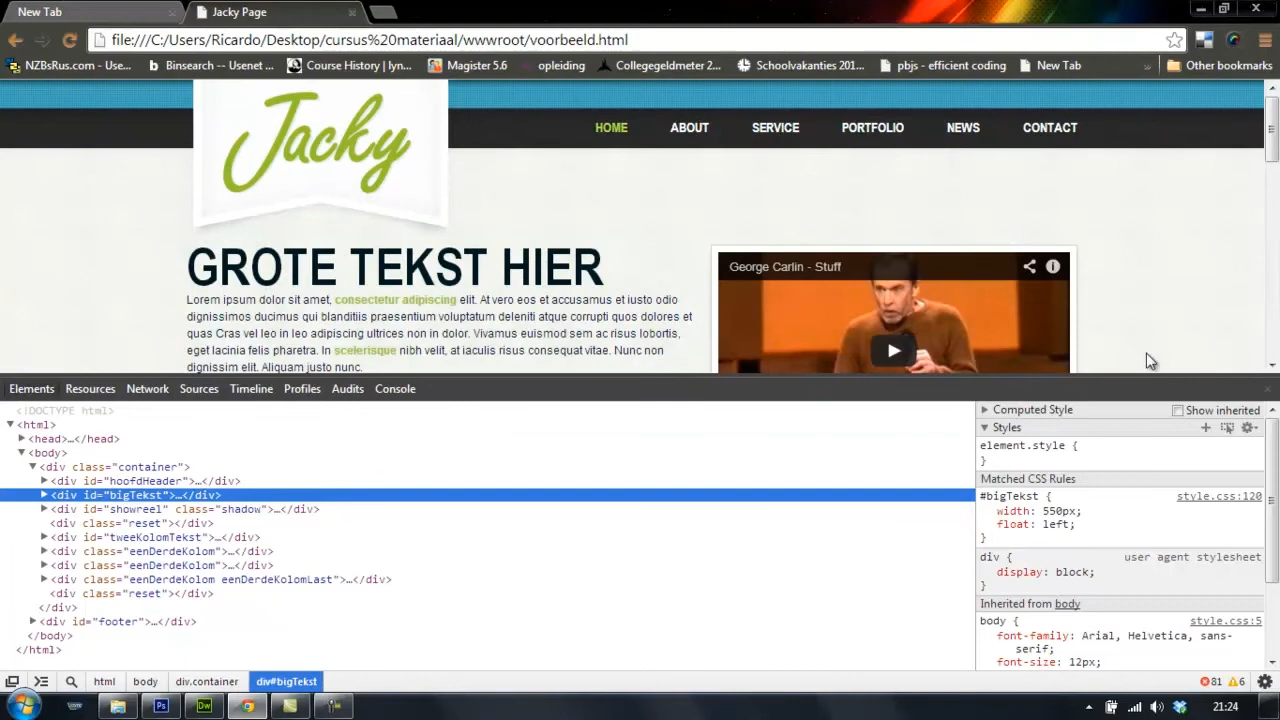 New Tab
Jacky Page
file:///C:/Users/Ricardo/Desktop/cursus%20materiaal/wwwroot/voorbeeld.html
NZBsRus.com - Use...
Binsearch -- Usenet ...
Course History | lyn...
Magister 5.6
opleiding
Collegegeldmeter 2...
Schoolvakanties 201...
pbjs - efficient coding
New Tab
»
Other bookmarks
Jacky
HOME ABOUT SERVICE PORTFOLIO NEWS CONTACT
GROTE TEKST HIER
Lorem ipsum dolor sit amet, consectetur adipiscing elit. At vero eos et accusamus et iusto odio
dignissimos ducimus qui blanditiis praesentium voluptatum deleniti atque corrupti quos dolores et
quas Cras vel leo in leo adipiscing ultrices non in dolor. Vivamus euismod sem ac risus lobortis,
eget lacinia felis pharetra. In scelerisque nibh velit, at iaculis risus consequat vitae. Nunc non
dignissim elit. Aliquam justo nunc.
George Carlin - Stuff
Elements Resources Network Sources Timeline Profiles Audits Console
<!DOCTYPE html>
<html>
<head>…</head>
<body>
<div class="container">
<div id="hoofdHeader">…</div>
<div id="bigTekst">…</div>
<div id="showreel" class="shadow">…</div>
<div class="reset"></div>
<div id="tweeKolomTekst">…</div>
<div class="eenDerdeKolom">…</div>
<div class="eenDerdeKolom">…</div>
<div class="eenDerdeKolom eenDerdeKolomLast">…</div>
<div class="reset"></div>
</div>
<div id="footer">…</div>
</body>
</html>
Computed Style
Show inherited
Styles
element.style {
}
Matched CSS Rules
#bigTekst { style.css:120
width: 550px;
float: left;
}
div { user agent stylesheet
display: block;
}
Inherited from body
body { style.css:5
font-family: Arial, Helvetica, sans-
serif;
font-size: 12px;
html body div.container div#bigTekst
81 6
Ps
Dw
21:24